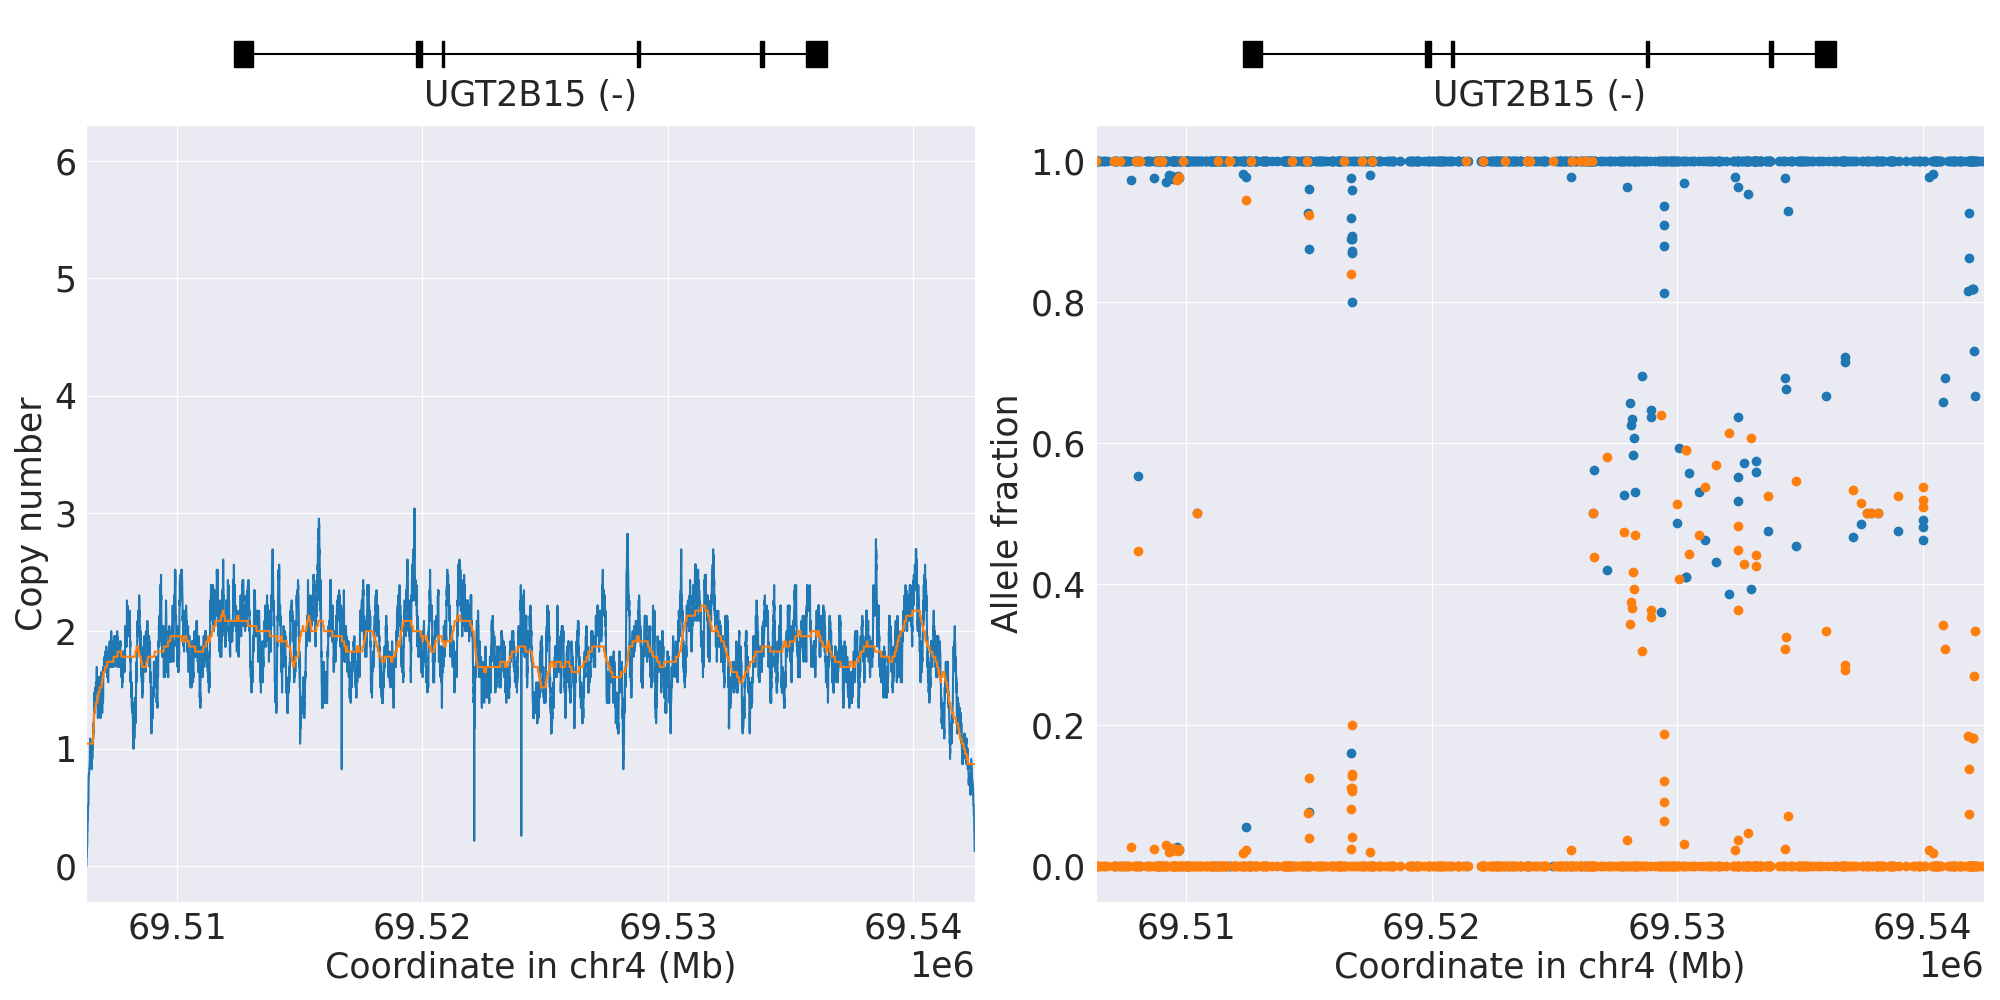 UGT2B15 (-)
6
5
4
3
2
1
0
Copy number
69.51 69.52 69.53 69.54
Coordinate in chr4 (Mb)
1e6
UGT2B15 (-)
1.0
0.8
0.6
0.4
0.2
0.0
Allele fraction
69.51 69.52 69.53 69.54
Coordinate in chr4 (Mb)
1e6